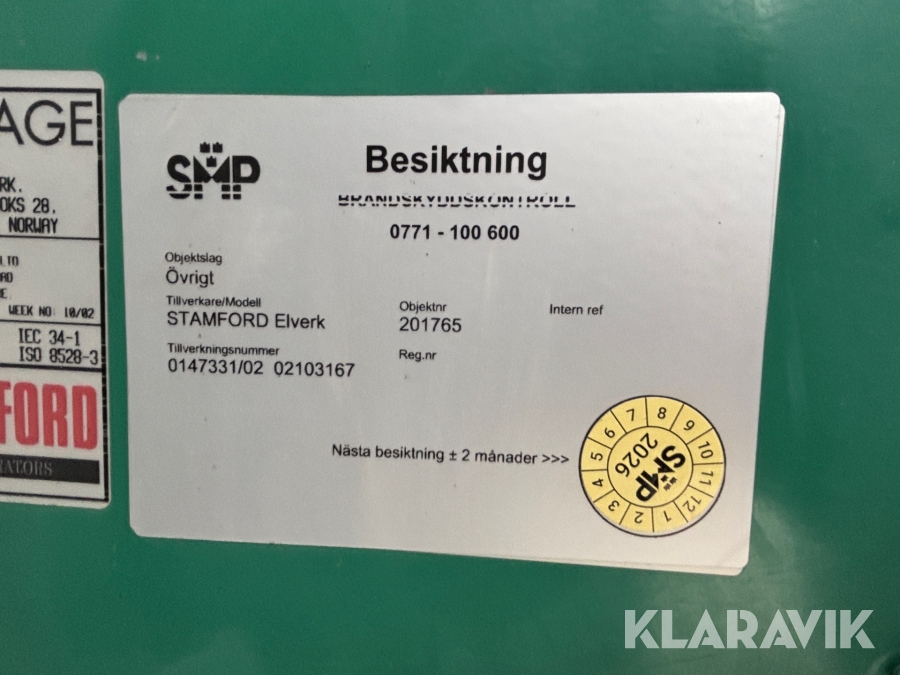 AGE
RK.
OKS 28.
NORWAY
LTD
RD
E
WEEK NO: 10/02
IEC 34-1
ISO 8528-3
FORD
RATORS
SMP
Besiktning
BRANDSKYDDSKONTROLL
0771 - 100 600
Objektslag
Övrigt
Tillverkare/Modell
STAMFORD Elverk
Objektnr
201765
Intern ref
Tillverkningsnummer
0147331/02 02103167
Reg.nr
Nästa besiktning ± 2 månader >>>
1 2 3 4 5 6 7 8 9 10 11 12
SMP
2026
KLARAVIK